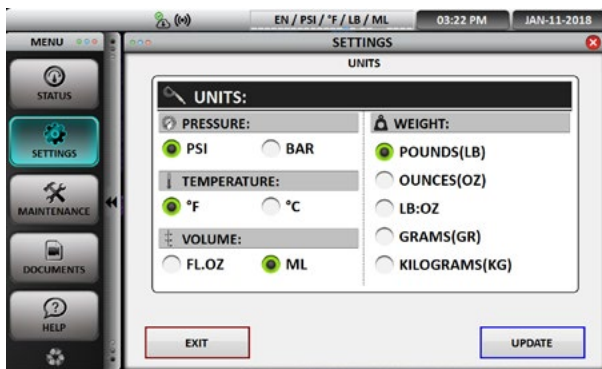 EN / PSI / °F / LB / ML
03:22 PM
JAN-11-2018
MENU
SETTINGS
UNITS
STATUS
SETTINGS
MAINTENANCE
DOCUMENTS
HELP
UNITS:
PRESSURE:
PSI BAR
TEMPERATURE:
°F °C
VOLUME:
FL.OZ ML
WEIGHT:
POUNDS(LB)
OUNCES(OZ)
LB:OZ
GRAMS(GR)
KILOGRAMS(KG)
EXIT
UPDATE